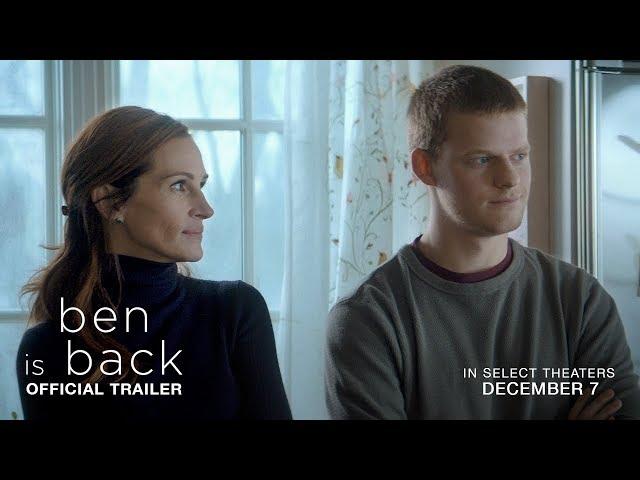 ben
is back
OFFICIAL TRAILER
IN SELECT THEATERS
DECEMBER 7